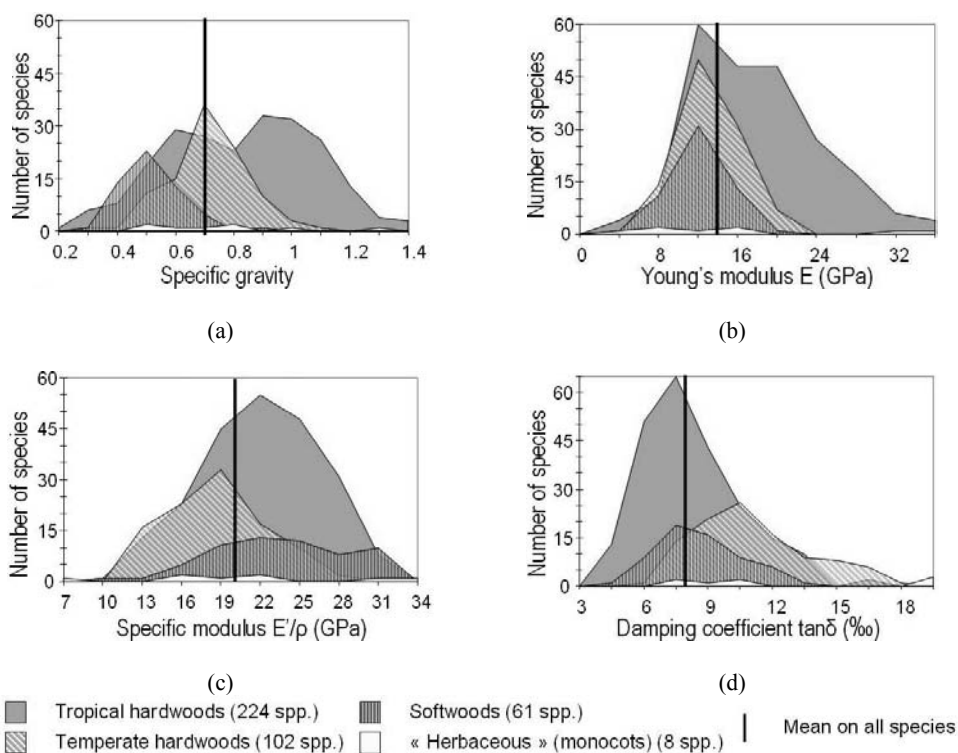 60
45
30
15
0
Number of species
0.2 0.4 0.6 0.8 1 1.2 1.4
Specific gravity
(a)
60
45
30
15
0
Number of species
0 8 16 24 32
Young's modulus E (GPa)
(b)
60
45
30
15
0
Number of species
7 10 13 16 19 22 25 28 31 34
Specific modulus E'/ρ (GPa)
(c)
60
45
30
15
0
Number of species
3 6 9 12 15 18
Damping coefficient tanδ (‰)
(d)
Tropical hardwoods (224 spp.)
Softwoods (61 spp.)
Mean on all species
Temperate hardwoods (102 spp.)
« Herbaceous » (monocots) (8 spp.)